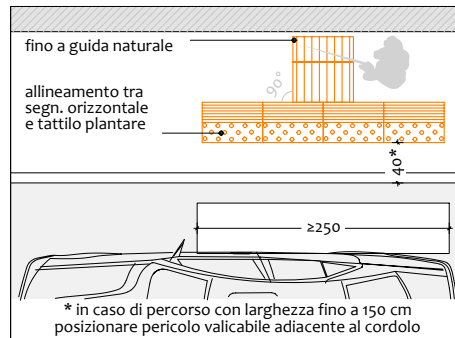 fino a guida naturale
90°
allineamento tra
segn. orizzontale
e tattilo plantare
40*
≥250
* in caso di percorso con larghezza fino a 150 cm
posizionare pericolo valicabile adiacente al cordolo